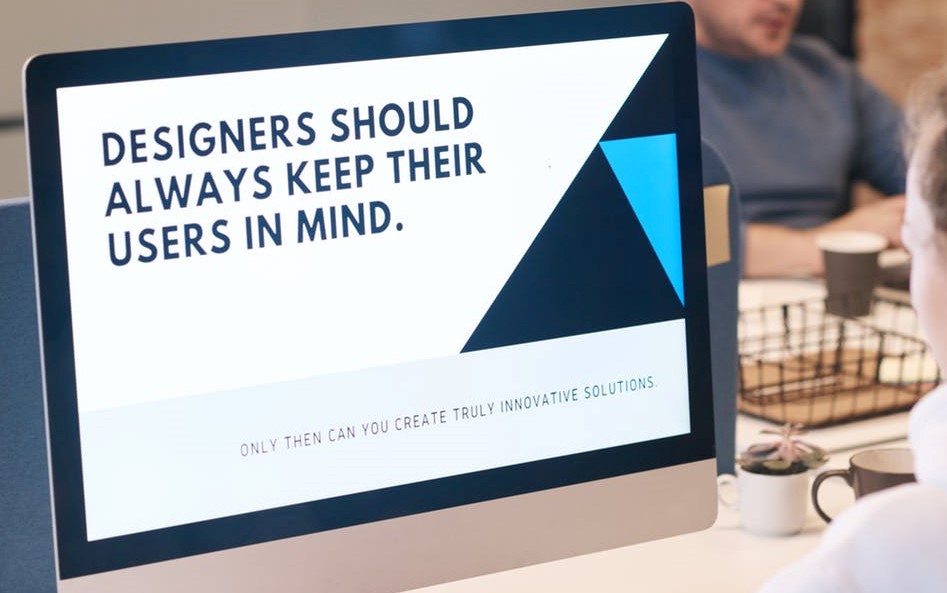 DESIGNERS SHOULD
ALWAYS KEEP THEIR
USERS IN MIND.
ONLY THEN CAN YOU CREATE TRULY INNOVATIVE SOLUTIONS.